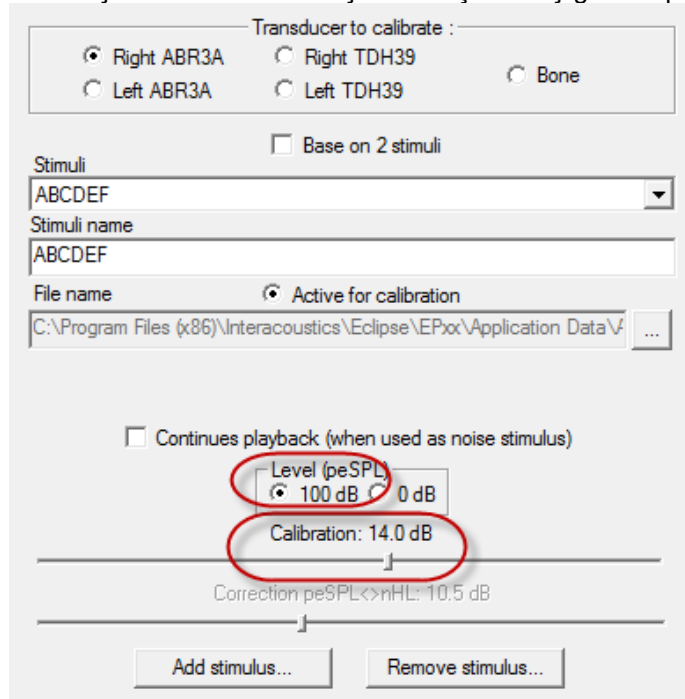 Transducer to calibrate :
Right ABR3A Right TDH39
Bone
Left ABR3A Left TDH39
Base on 2 stimuli
Stimuli
ABCDEF
Stimuli name
ABCDEF
File name Active for calibration
C:\Program Files (x86)\Interacoustics\Eclipse\EPxx\Application Data\
...
Continues playback (when used as noise stimulus)
Level (peSPL)
100 dB 0 dB
Calibration: 14.0 dB
Correction peSPL<>nHL: 10.5 dB
Add stimulus... Remove stimulus...